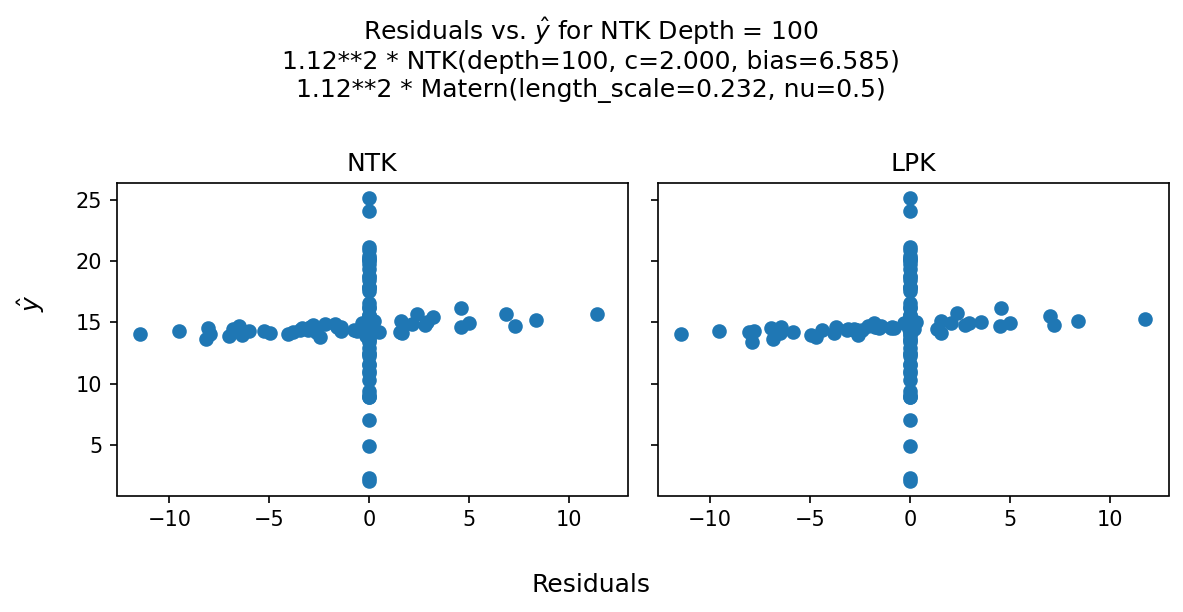 Residuals vs. ŷ for NTK Depth = 100
1.12**2 * NTK(depth=100, c=2.000, bias=6.585)
1.12**2 * Matern(length_scale=0.232, nu=0.5)
NTK
LPK
25
20
15
10
5
ŷ
−10 −5 0 5 10
−10 −5 0 5 10
Residuals